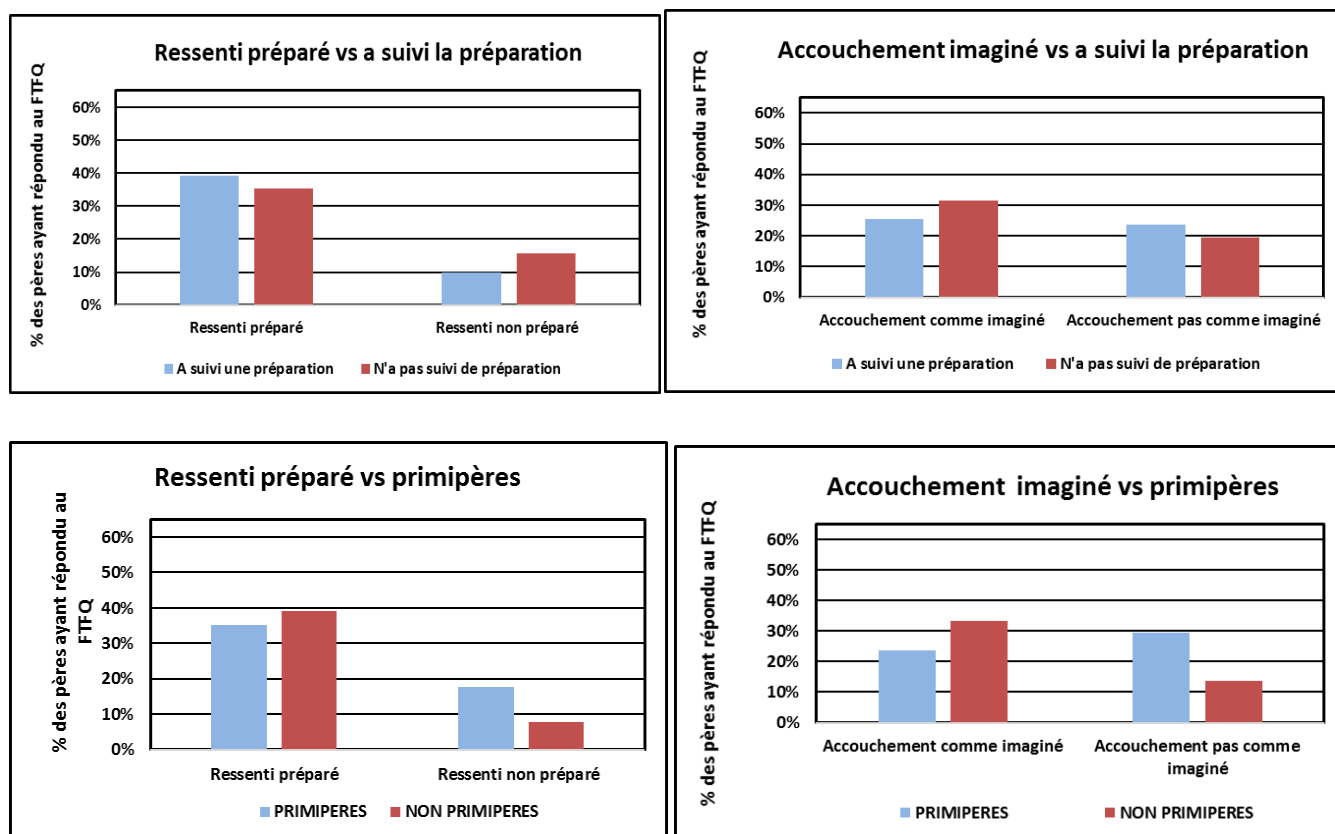 Ressenti préparé vs a suivi la préparation
% des pères ayant répondu au FTFQ
60%
50%
40%
30%
20%
10%
0%
Ressenti préparé
Ressenti non préparé
A suivi une préparation
N'a pas suivi de préparation
Accouchement imaginé vs a suivi la préparation
% des pères ayant répondu au FTFQ
60%
50%
40%
30%
20%
10%
0%
Accouchement comme imaginé
Accouchement pas comme imaginé
A suivi une préparation
N'a pas suivi de préparation
Ressenti préparé vs primipères
% des pères ayant répondu au
FTFQ
60%
50%
40%
30%
20%
10%
0%
Ressenti préparé
Ressenti non préparé
PRIMIPERES
NON PRIMIPERES
Accouchement imaginé vs primipères
% des pères ayant répondu au FTFQ
60%
50%
40%
30%
20%
10%
0%
Accouchement comme imaginé
Accouchement pas comme
imaginé
PRIMIPERES
NON PRIMIPERES